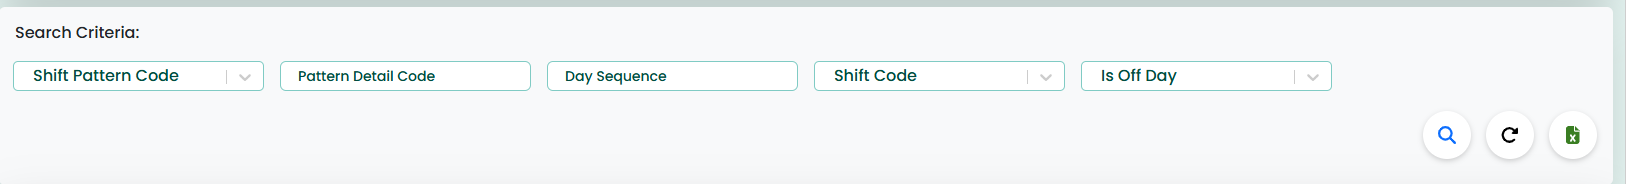 Search Criteria:
Shift Pattern Code Pattern Detail Code Day Sequence Shift Code Is Off Day